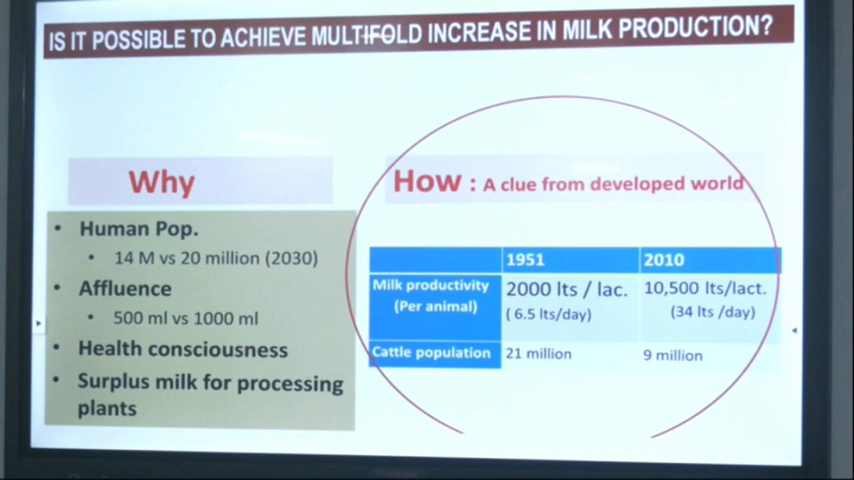 IS IT POSSIBLE TO ACHIEVE MULTIFOLD INCREASE IN MILK PRODUCTION?
Why
• Human Pop.
• 14 M vs 20 million (2030)
• Affluence
• 500 ml vs 1000 ml
• Health consciousness
• Surplus milk for processing
plants
How : A clue from developed world
1951 2010
Milk productivity 2000 lts / lac. 10,500 lts/lact.
(Per animal) ( 6.5 lts/day) (34 lts /day)
Cattle population 21 million 9 million